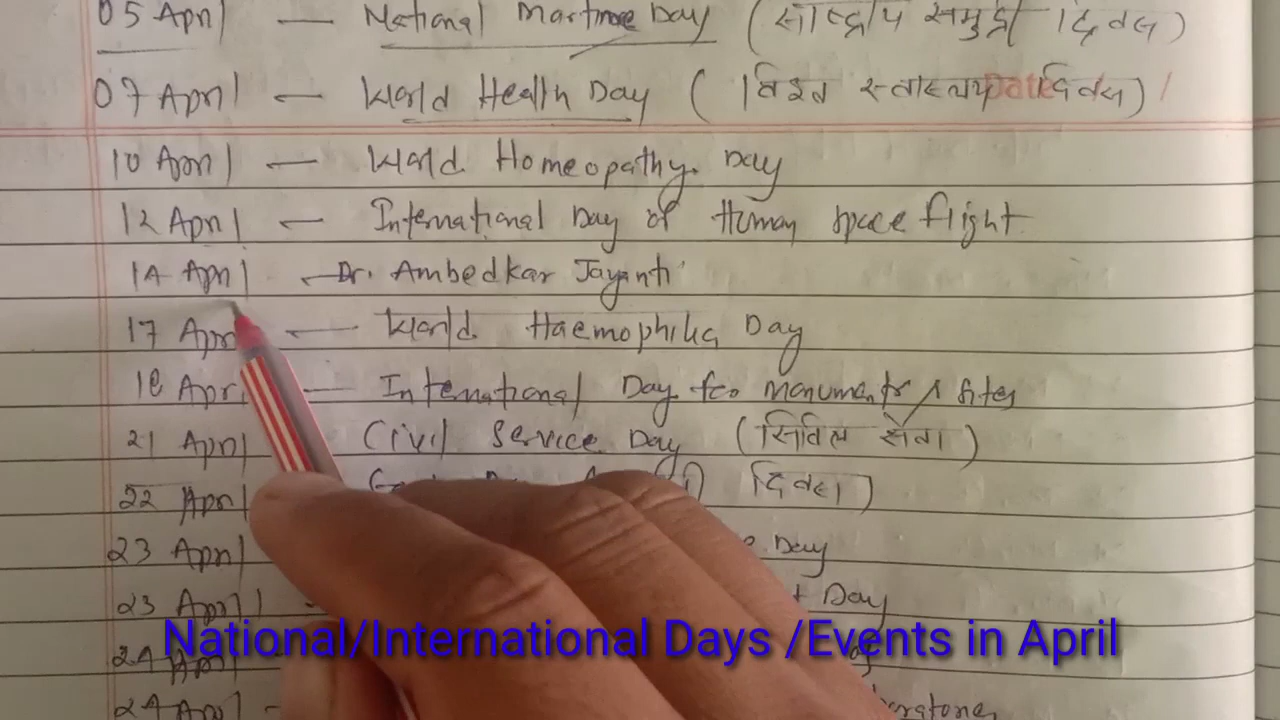 05 April — National Maritime Day (राष्ट्रीय समुद्री दिवस)
07 April — World Health Day (विश्व स्वास्थ्य दिवस)
Date
10 April — World Homeopathy Day
12 April — International Day of Human space flight
14 April — Dr. Ambedkar Jayanti
17 April — World Haemophilia Day
18 Apr — International Day for monuments & sites
21 April Civil Service Day (सिविल सेवा)
22 April दिवस)
23 April Day
23 April Day
24 April
24 April -
National/International Days /Events in April